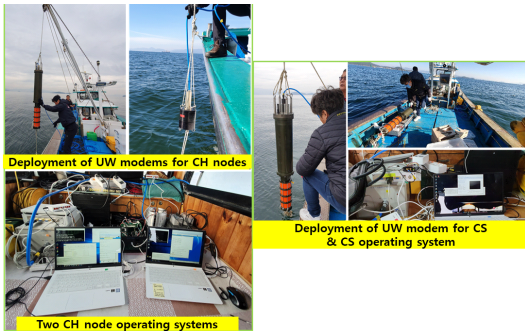 Deployment of UW modems for CH nodes
Two CH node operating systems
Deployment of UW modem for CS
& CS operating system